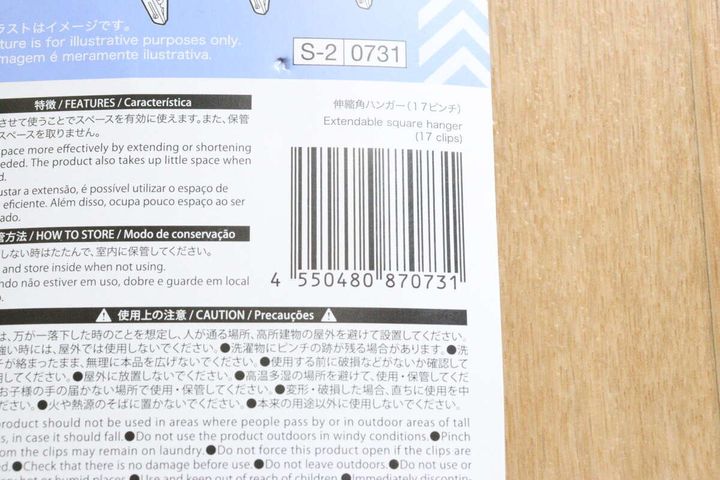 ラストはイメージです。
ture is for illustrative purposes only.
magem é meramente ilustrativa.
S-2 0731
特徴 / FEATURES / Característica
させて使うことでスペースを有効に使えます。また、保管
スペースを取りません。
space more effectively by extending or shortening
eded. The product also takes up little space when
d.
ustar a extensão, é possível utilizar o espaço de
eficiente. Além disso, ocupa pouco espaço ao ser
ado.
管方法 / HOW TO STORE / Modo de conservação
しない時はたたんで、室内に保管してください。
and store inside when not using.
ndo não estiver em uso, dobre e guarde em local
o.
伸縮角ハンガー(17ピンチ)
Extendable square hanger
(17 clips)
4 550480 870731
使用上の注意 / CAUTION / Precauções
は、万が一落下した時のことを想定し、人が通る場所、高所建物の屋外を避けて設置してください。
強い時には、屋外では使用しないでください。●洗濯物にピンチの跡が残る場合があります。●洗
チが絡まったまま、無理に本品を広げないでください。●使用する前に破損などがないか確認して
用してください。●屋外に放置しないでください。●高温多湿の場所を避けて、使用・保管してくだ
お子様の手の届かない場所で使用・保管してください。●変形・破損した場合、直ちに使用を中
ださい。●火や熱源のそばに置かないでください。●本来の用途以外に使用しないでください。
product should not be used in areas where people pass by or in outdoor areas of tall
s, in case it should fall.●Do not use the product outdoors in windy conditions.●Pinch
rom the clips may remain on laundry.●Do not force this product open if the clips are
d.●Check that there is no damage before use.●Do not leave outdoors.●Do not use or
hot or humid places.●Use and keep out of reach of children.●Immediately discontin-